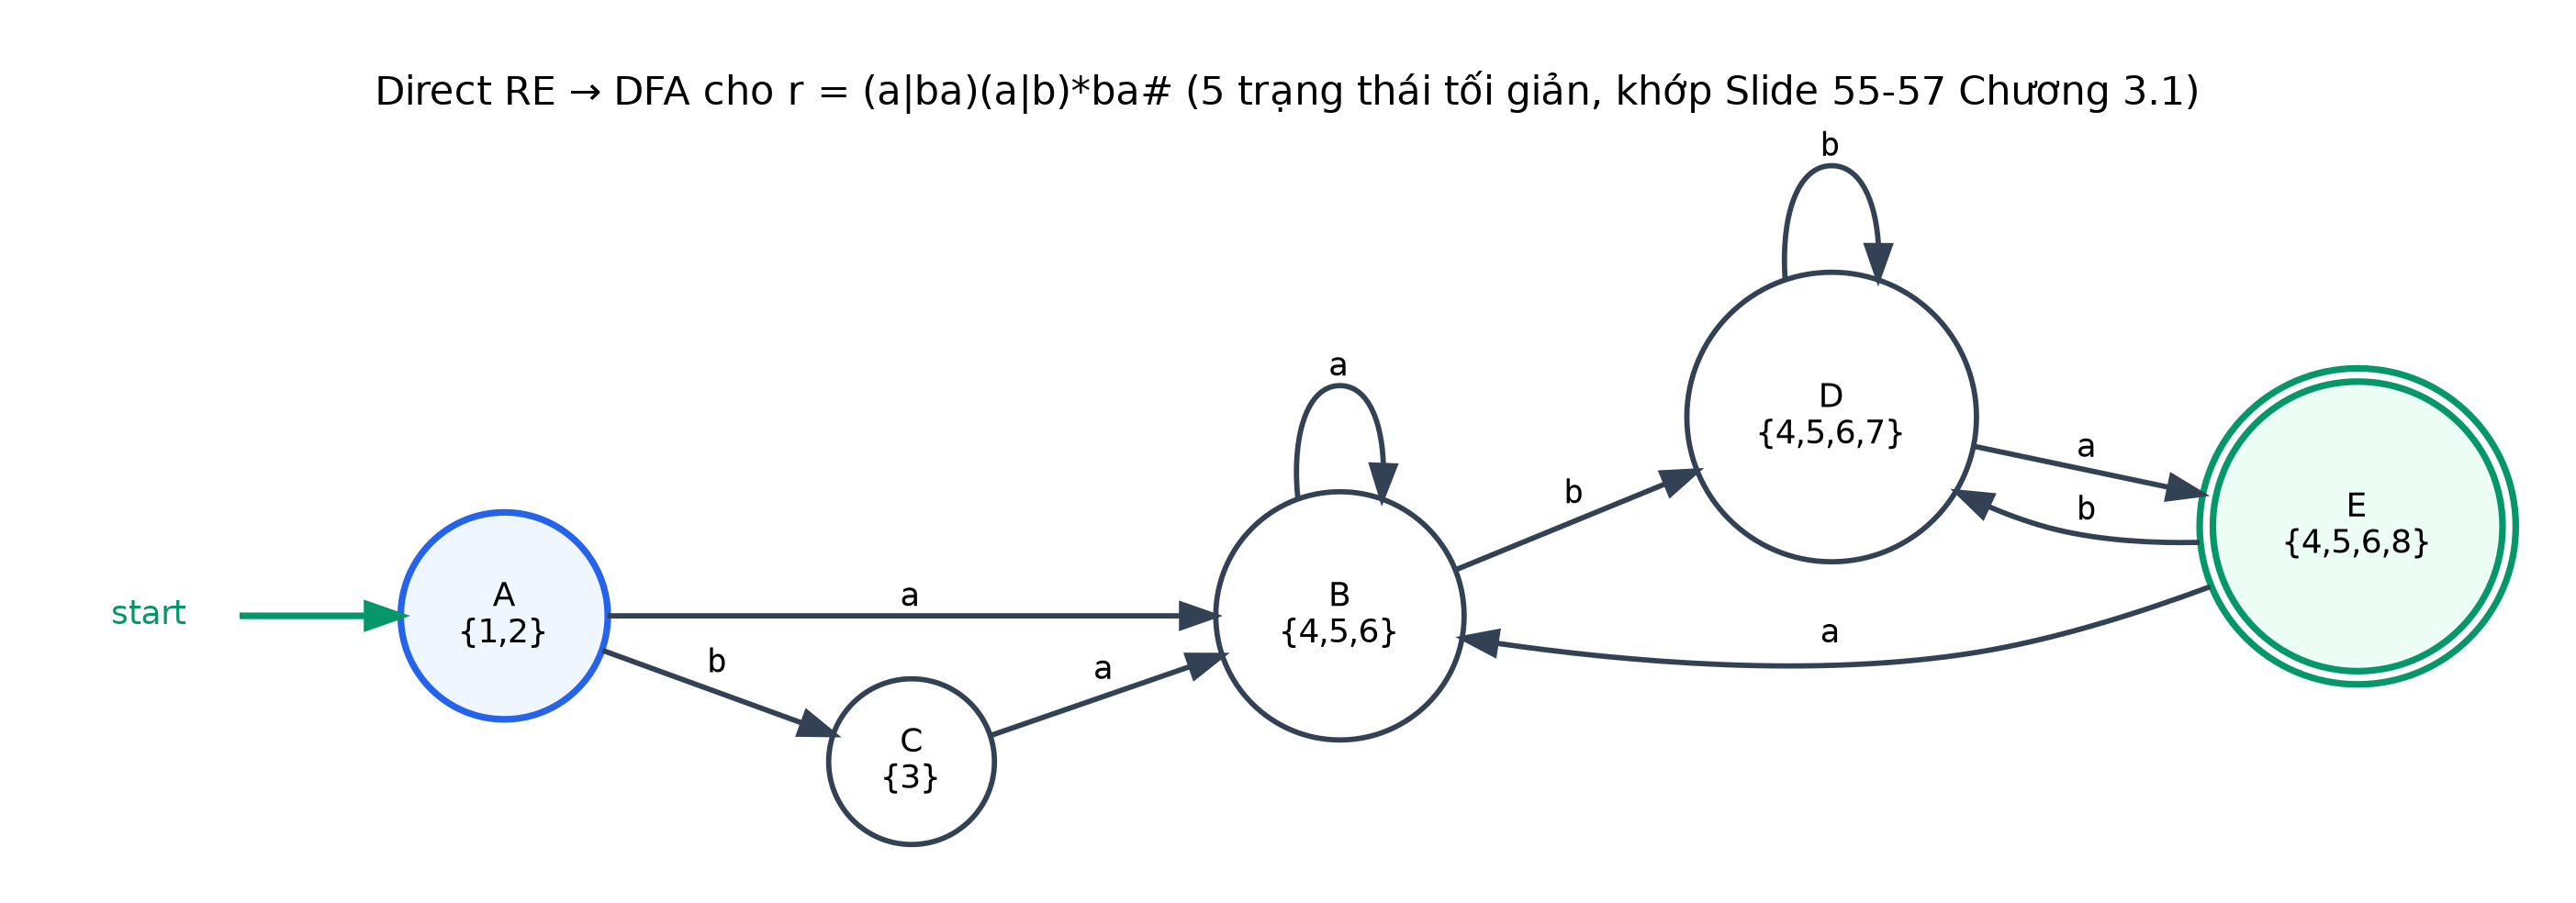 Direct RE → DFA cho r = (a|ba)(a|b)*ba# (5 trạng thái tối giản, khớp Slide 55-57 Chương 3.1)
b
a
D
{4,5,6,7}
a
b
b
E
{4,5,6,8}
start
A
{1,2}
a
B
{4,5,6}
a
b
a
C
{3}